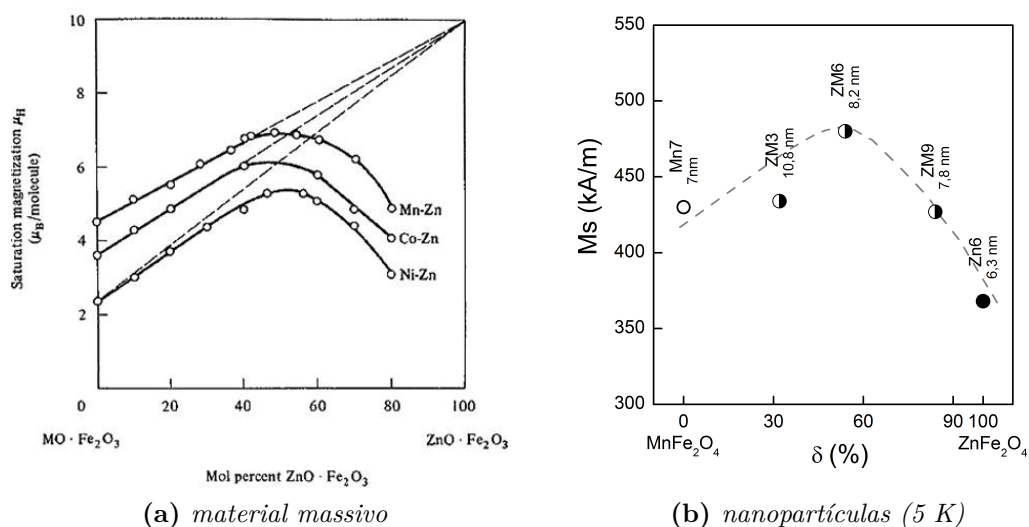 10
8
6
4
2
0
20
40
60
80
100
Saturation magnetization μH
(μB/molecule)
Mn-Zn
Co-Zn
Ni-Zn
MO · Fe2O3
ZnO · Fe2O3
Mol percent ZnO · Fe2O3
(a) material massivo
550
500
450
400
350
300
Ms (kA/m)
Mn7
7nm
ZM3
10,8 nm
ZM6
8,2 nm
ZM9
7,8 nm
Zn6
6,3 nm
0
30
60
90
100
MnFe2O4
δ (%)
ZnFe2O4
(b) nanopartículas (5 K)